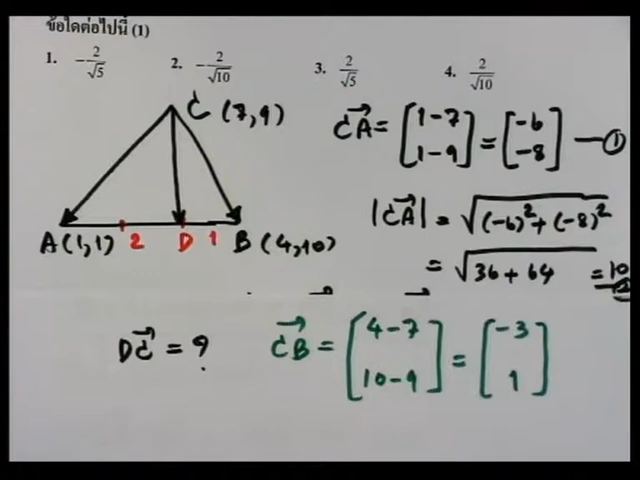 ข้อใดต่อไปนี้ (1)
1. -2/√5 2. -2/√10 3. 2/√5 4. 2/√10
C (7,9)
CA = [1-7 1-9] = [-6 -8] — ①
|CA| = √(-6)²+(-8)²
= √36+64 = 10
A(1,1) 2 D 1 B (4,10)
DC = ?
CB = [4-7 10-9] = [-3 1]